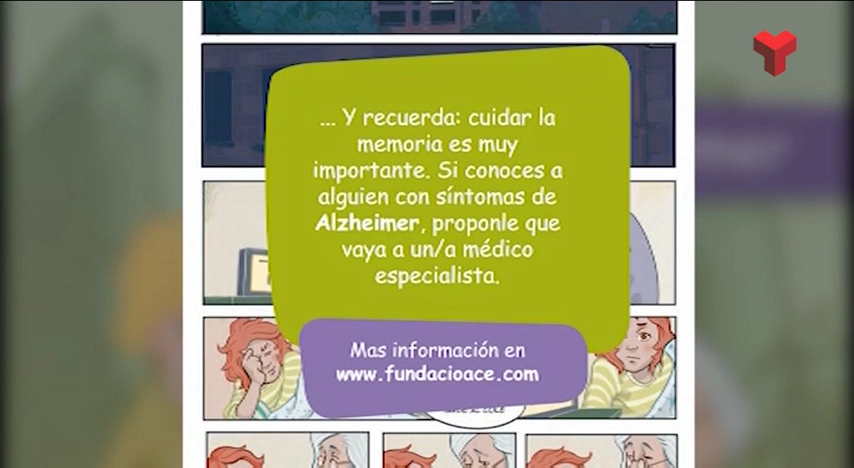 ... Y recuerda: cuidar la
memoria es muy
importante. Si conoces a
alguien con síntomas de
Alzheimer, proponle que
vaya a un/a médico
especialista.
Mas información en
www.fundacioace.com